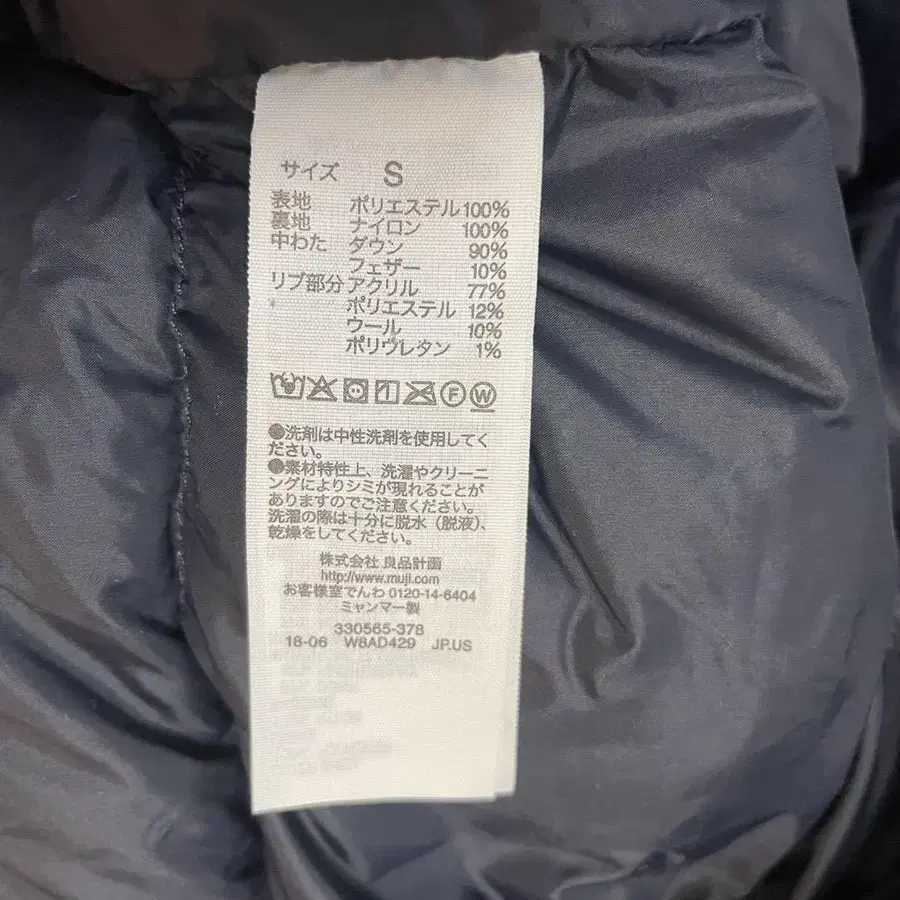 サイズ S
表地 ポリエステル 100%
裏地 ナイロン 100%
中わた ダウン 90%
フェザー 10%
リブ部分 アクリル 77%
ポリエステル 12%
ウール 10%
ポリウレタン 1%
F W
●洗剤は中性洗剤を使用してく
ださい。
●素材特性上、洗濯やクリーニ
ングによりシミが現れることが
ありますのでご注意ください。
洗濯の際は十分に脱水（脱液）、
乾燥をしてください。
株式会社 良品計画
http://www.muji.com
お客様室でんわ 0120-14-6404
ミャンマー製
330565-378
18-06 W8AD429 JP.US